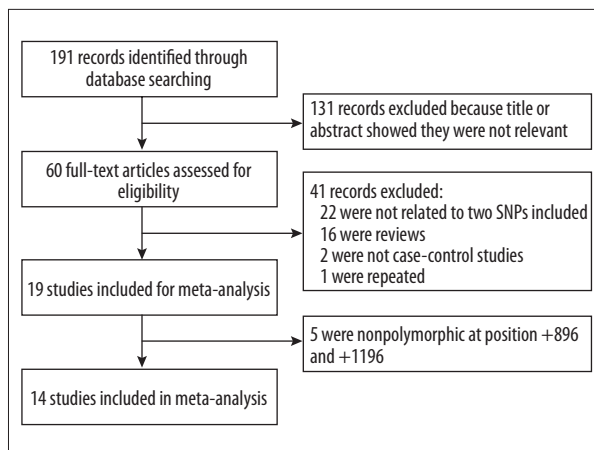 191 records identified through
database searching
131 records excluded because title or
abstract showed they were not relevant
60 full-text articles assessed for
eligibility
41 records excluded:
22 were not related to two SNPs included
16 were reviews
2 were not case-control studies
1 were repeated
19 studies included for meta-analysis
5 were nonpolymorphic at position +896
and +1196
14 studies included in meta-analysis